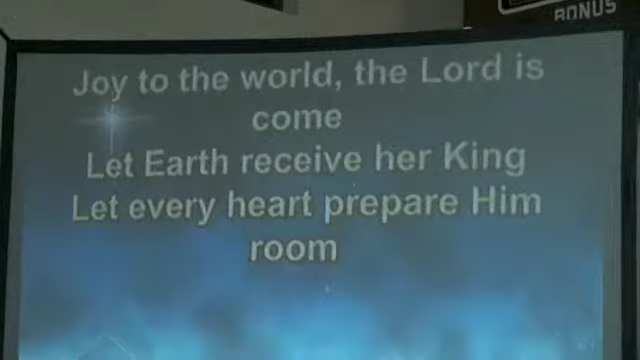 BONUS
Joy to the world, the Lord is
come
Let Earth receive her King
Let every heart prepare Him
room